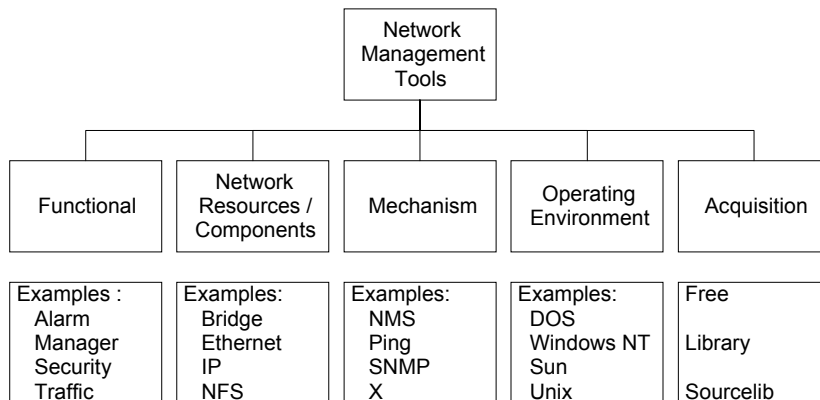 Network
Management
Tools
Functional
Network
Resources /
Components
Mechanism
Operating
Environment
Acquisition
Examples :
Alarm
Manager
Security
Traffic
Examples:
Bridge
Ethernet
IP
NFS
Examples:
NMS
Ping
SNMP
X
Examples:
DOS
Windows NT
Sun
Unix
Free
Library
Sourcelib